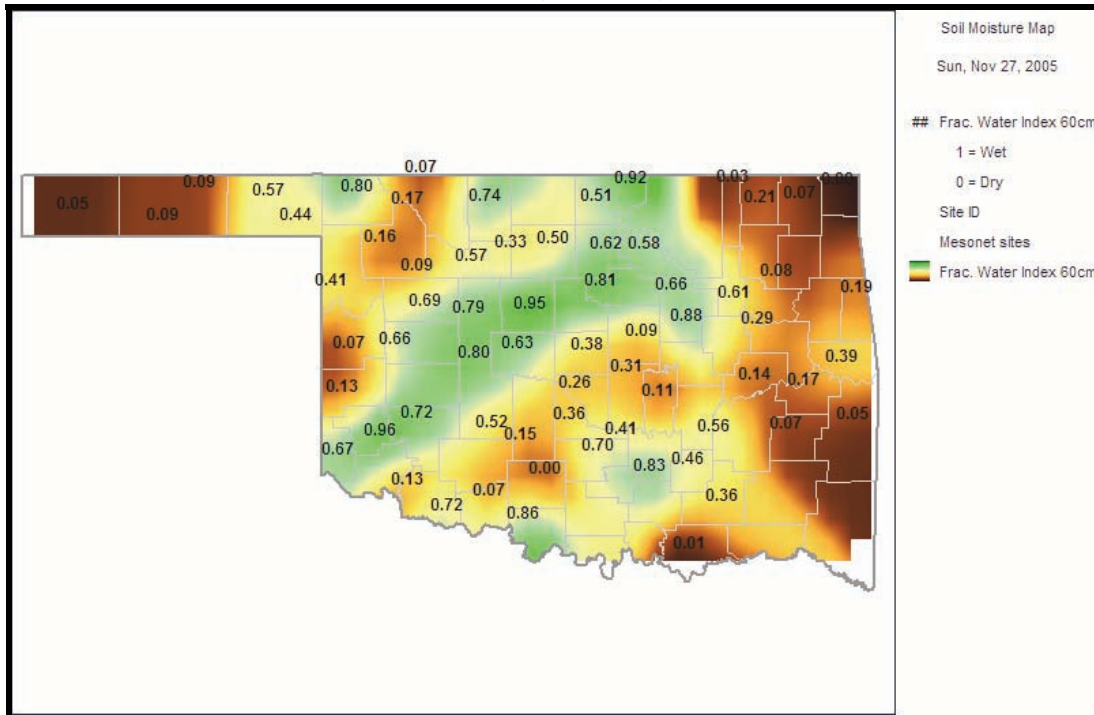 Soil Moisture Map
Sun, Nov 27, 2005
## Frac. Water Index 60cm
1 = Wet
0 = Dry
Site ID
Mesonet sites
Frac. Water Index 60cm
0.07
0.09 0.57 0.80 0.17 0.74 0.51 0.92 0.03 0.21 0.07 0.00
0.05 0.09 0.44
0.16 0.57 0.33 0.50 0.62 0.58
0.41 0.09 0.81 0.66 0.08 0.19
0.69 0.79 0.95 0.61
0.88 0.29
0.07 0.66 0.80 0.63 0.38 0.09 0.39
0.13 0.26 0.31 0.11 0.14 0.17
0.72 0.52 0.36 0.41 0.56 0.07 0.05
0.67 0.96 0.15 0.70
0.13 0.00 0.83 0.46
0.07 0.36
0.72 0.86
0.01